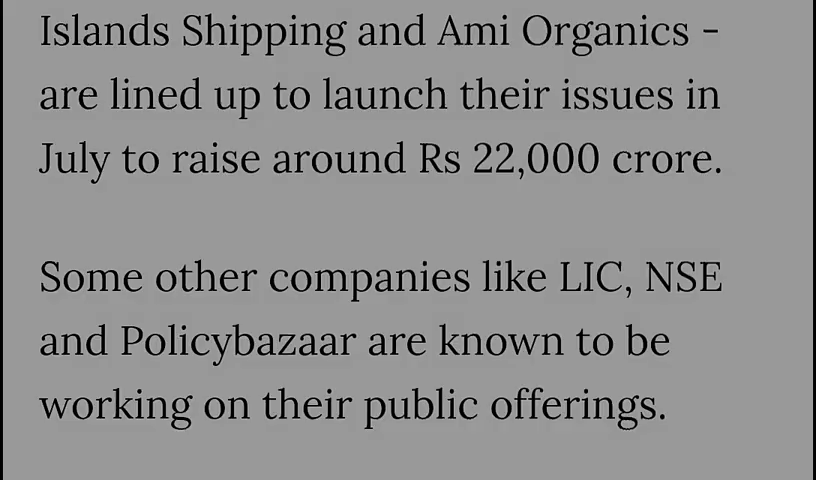 Islands Shipping and Ami Organics -
are lined up to launch their issues in
July to raise around Rs 22,000 crore.
Some other companies like LIC, NSE
and Policybazaar are known to be
working on their public offerings.